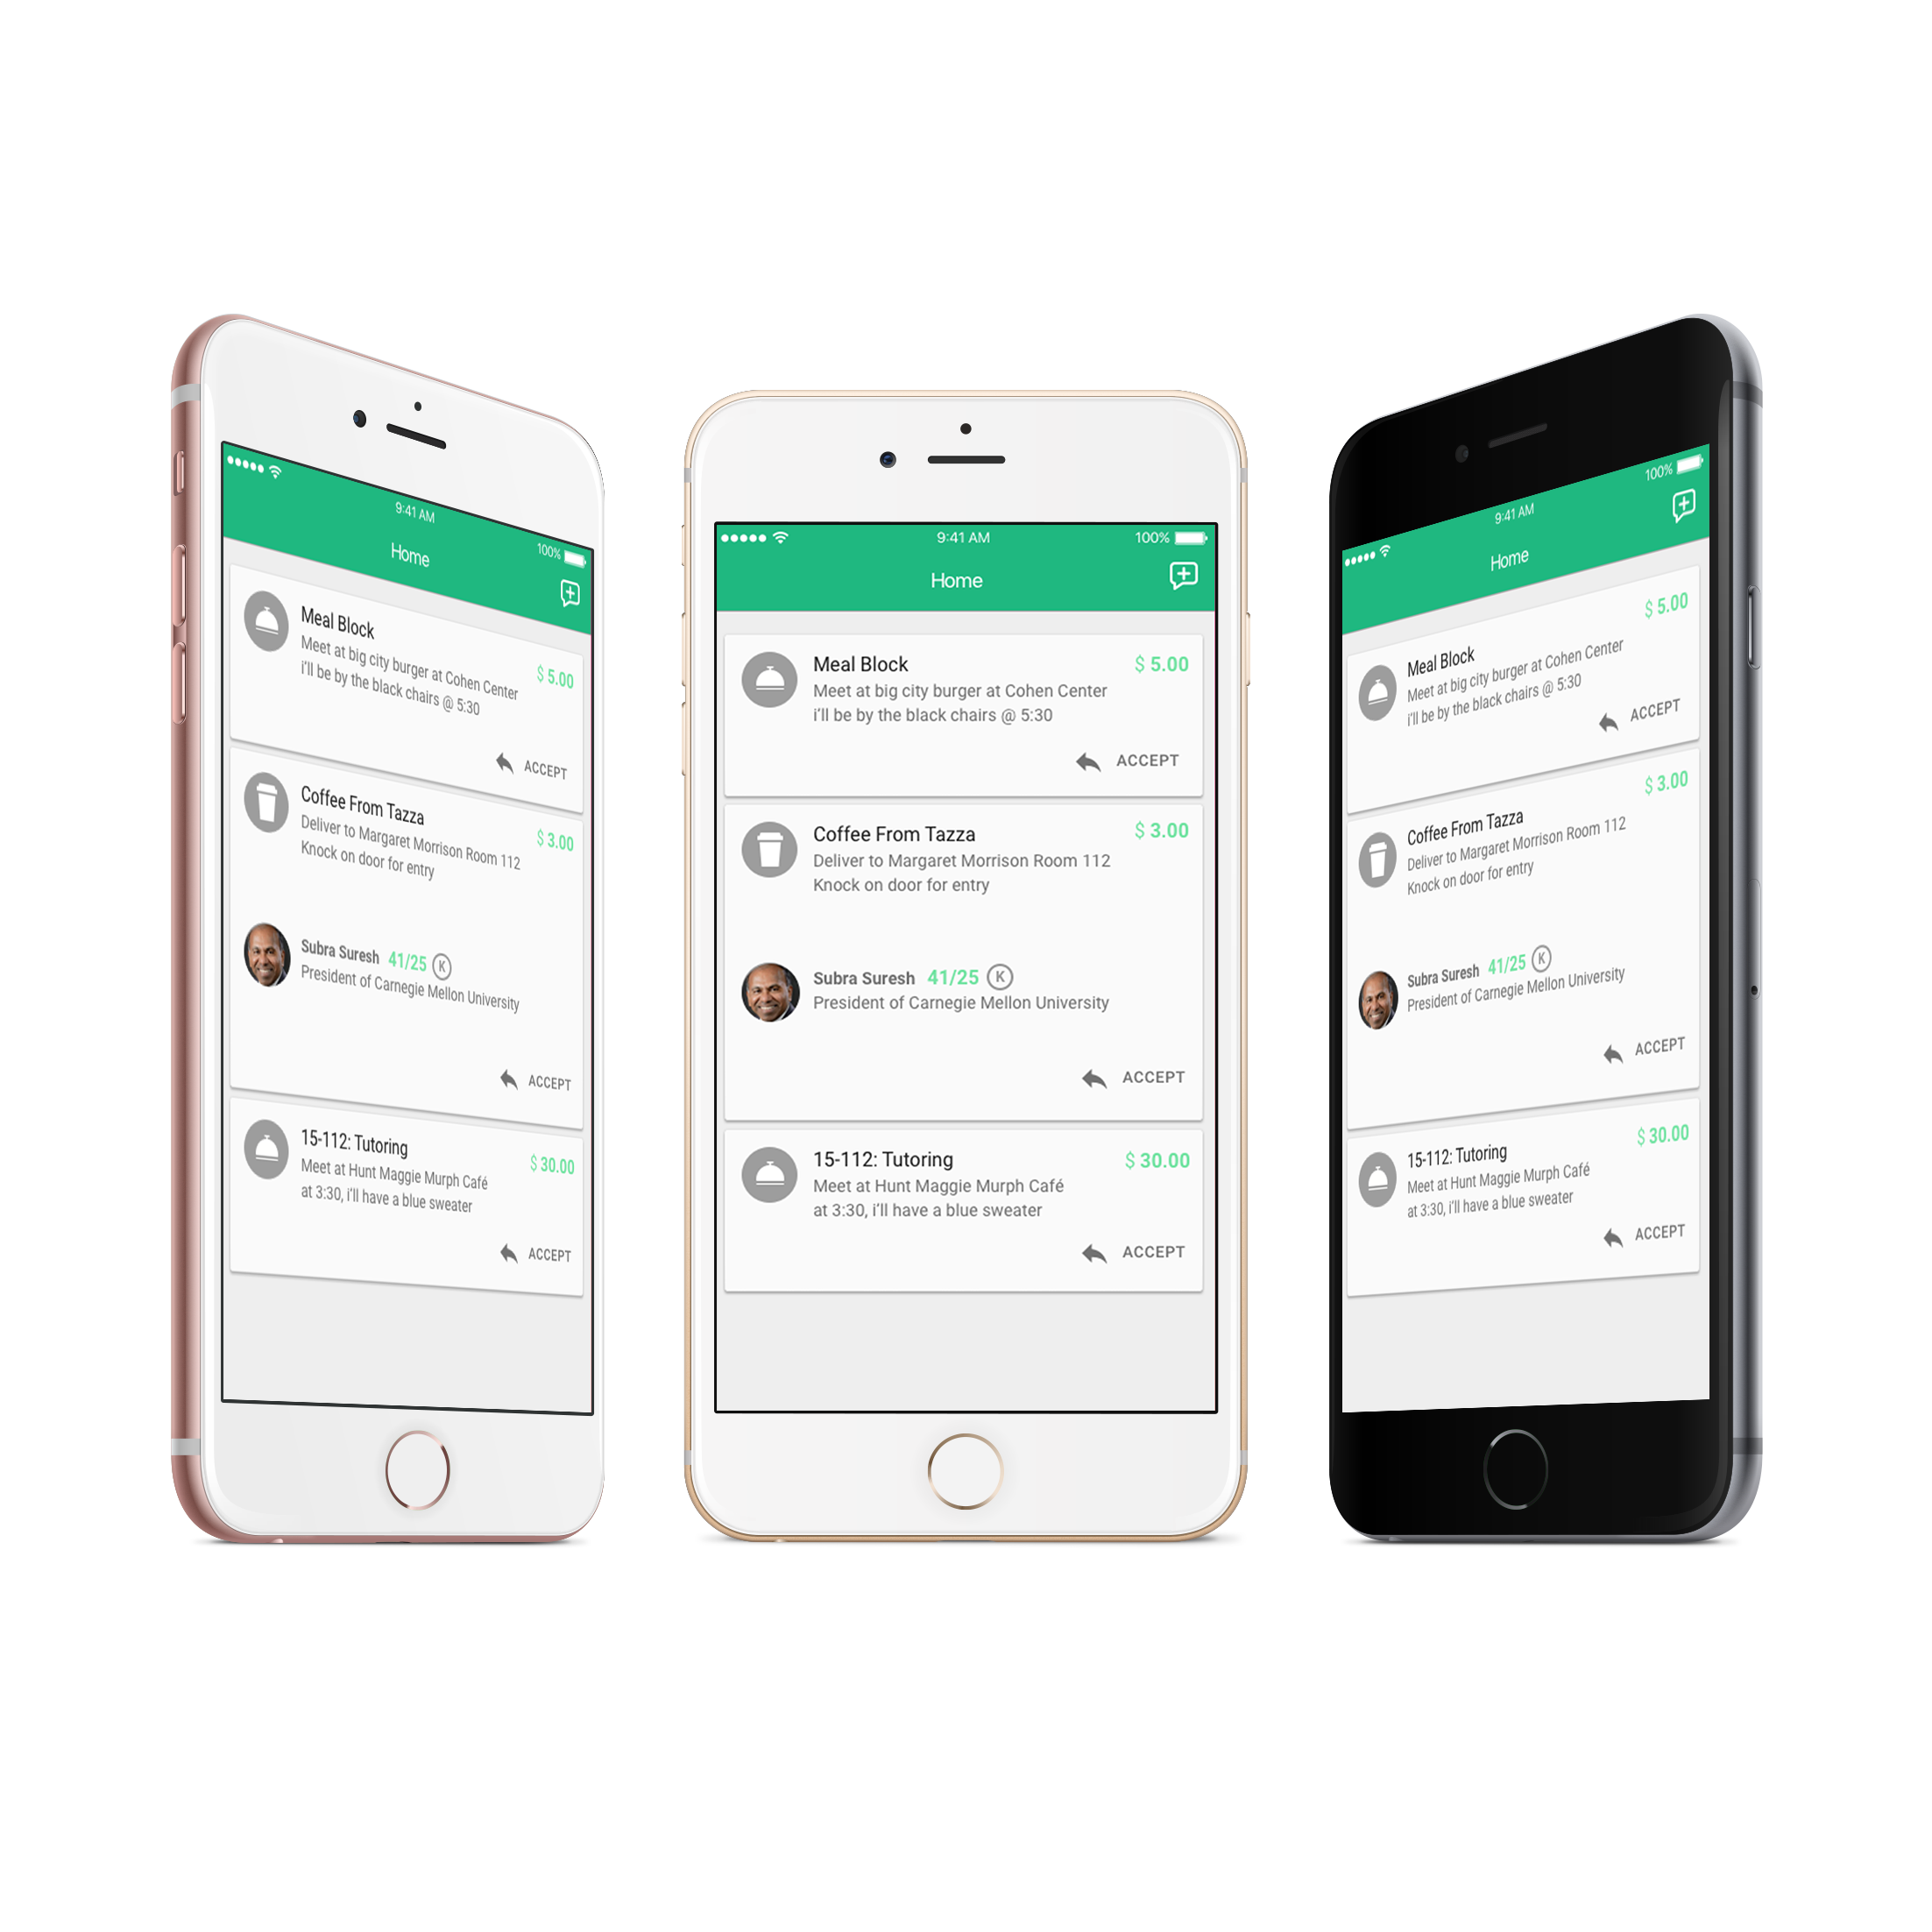 9:41 AM
100%
Home
Meal Block
$ 5.00
Meet at big city burger at Cohen Center
i'll be by the black chairs @ 5:30
ACCEPT
Coffee From Tazza
$ 3.00
Deliver to Margaret Morrison Room 112
Knock on door for entry
Subra Suresh 41/25 K
President of Carnegie Mellon University
ACCEPT
15-112: Tutoring
$ 30.00
Meet at Hunt Maggie Murph Café
at 3:30, i'll have a blue sweater
ACCEPT
9:41 AM 100%
Home
Meal Block $ 5.00
Meet at big city burger at Cohen Center
i'll be by the black chairs @ 5:30
ACCEPT
Coffee From Tazza $ 3.00
Deliver to Margaret Morrison Room 112
Knock on door for entry
Subra Suresh 41/25 K
President of Carnegie Mellon University
ACCEPT
15-112: Tutoring $ 30.00
Meet at Hunt Maggie Murph Café
at 3:30, i'll have a blue sweater
ACCEPT
100%
9:41 AM
Home
$ 5.00
Meal Block
Meet at big city burger at Cohen Center
i'll be by the black chairs @ 5:30
ACCEPT
$ 3.00
Coffee From Tazza
Deliver to Margaret Morrison Room 112
Knock on door for entry
Subra Suresh 41/25 K
President of Carnegie Mellon University
ACCEPT
$ 30.00
15-112: Tutoring
Meet at Hunt Maggie Murph Café
at 3:30, i'll have a blue sweater
ACCEPT